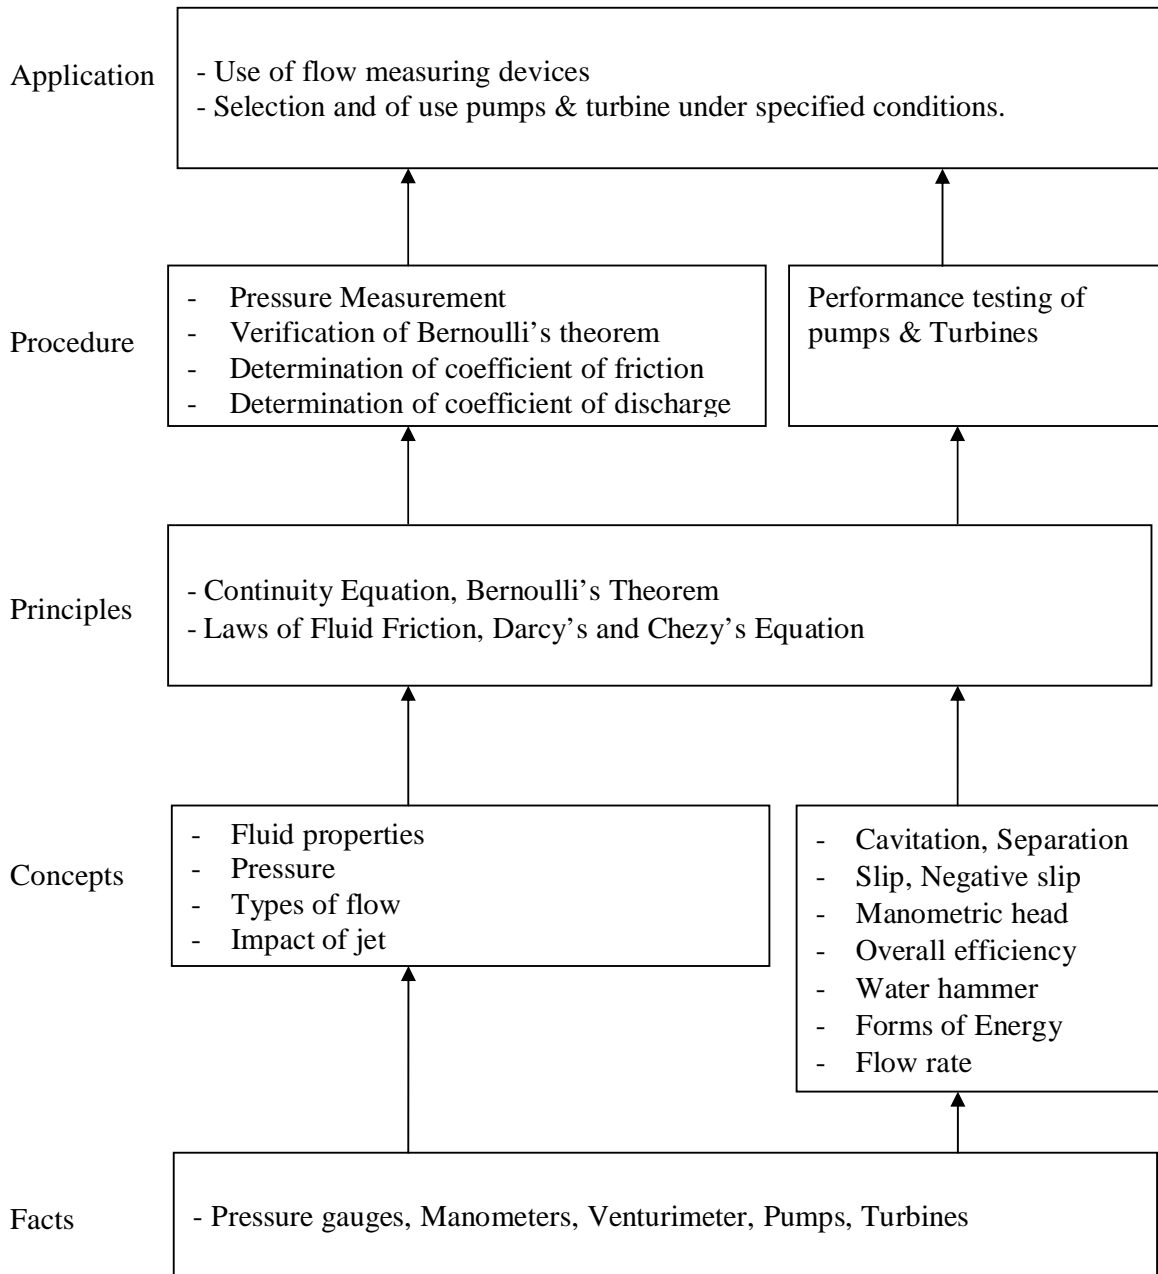 Application
- Use of flow measuring devices
- Selection and of use pumps & turbine under specified conditions.
Procedure
- Pressure Measurement
- Verification of Bernoulli’s theorem
- Determination of coefficient of friction
- Determination of coefficient of discharge
Performance testing of
pumps & Turbines
Principles
- Continuity Equation, Bernoulli’s Theorem
- Laws of Fluid Friction, Darcy’s and Chezy’s Equation
Concepts
- Fluid properties
- Pressure
- Types of flow
- Impact of jet
- Cavitation, Separation
- Slip, Negative slip
- Manometric head
- Overall efficiency
- Water hammer
- Forms of Energy
- Flow rate
Facts
- Pressure gauges, Manometers, Venturimeter, Pumps, Turbines